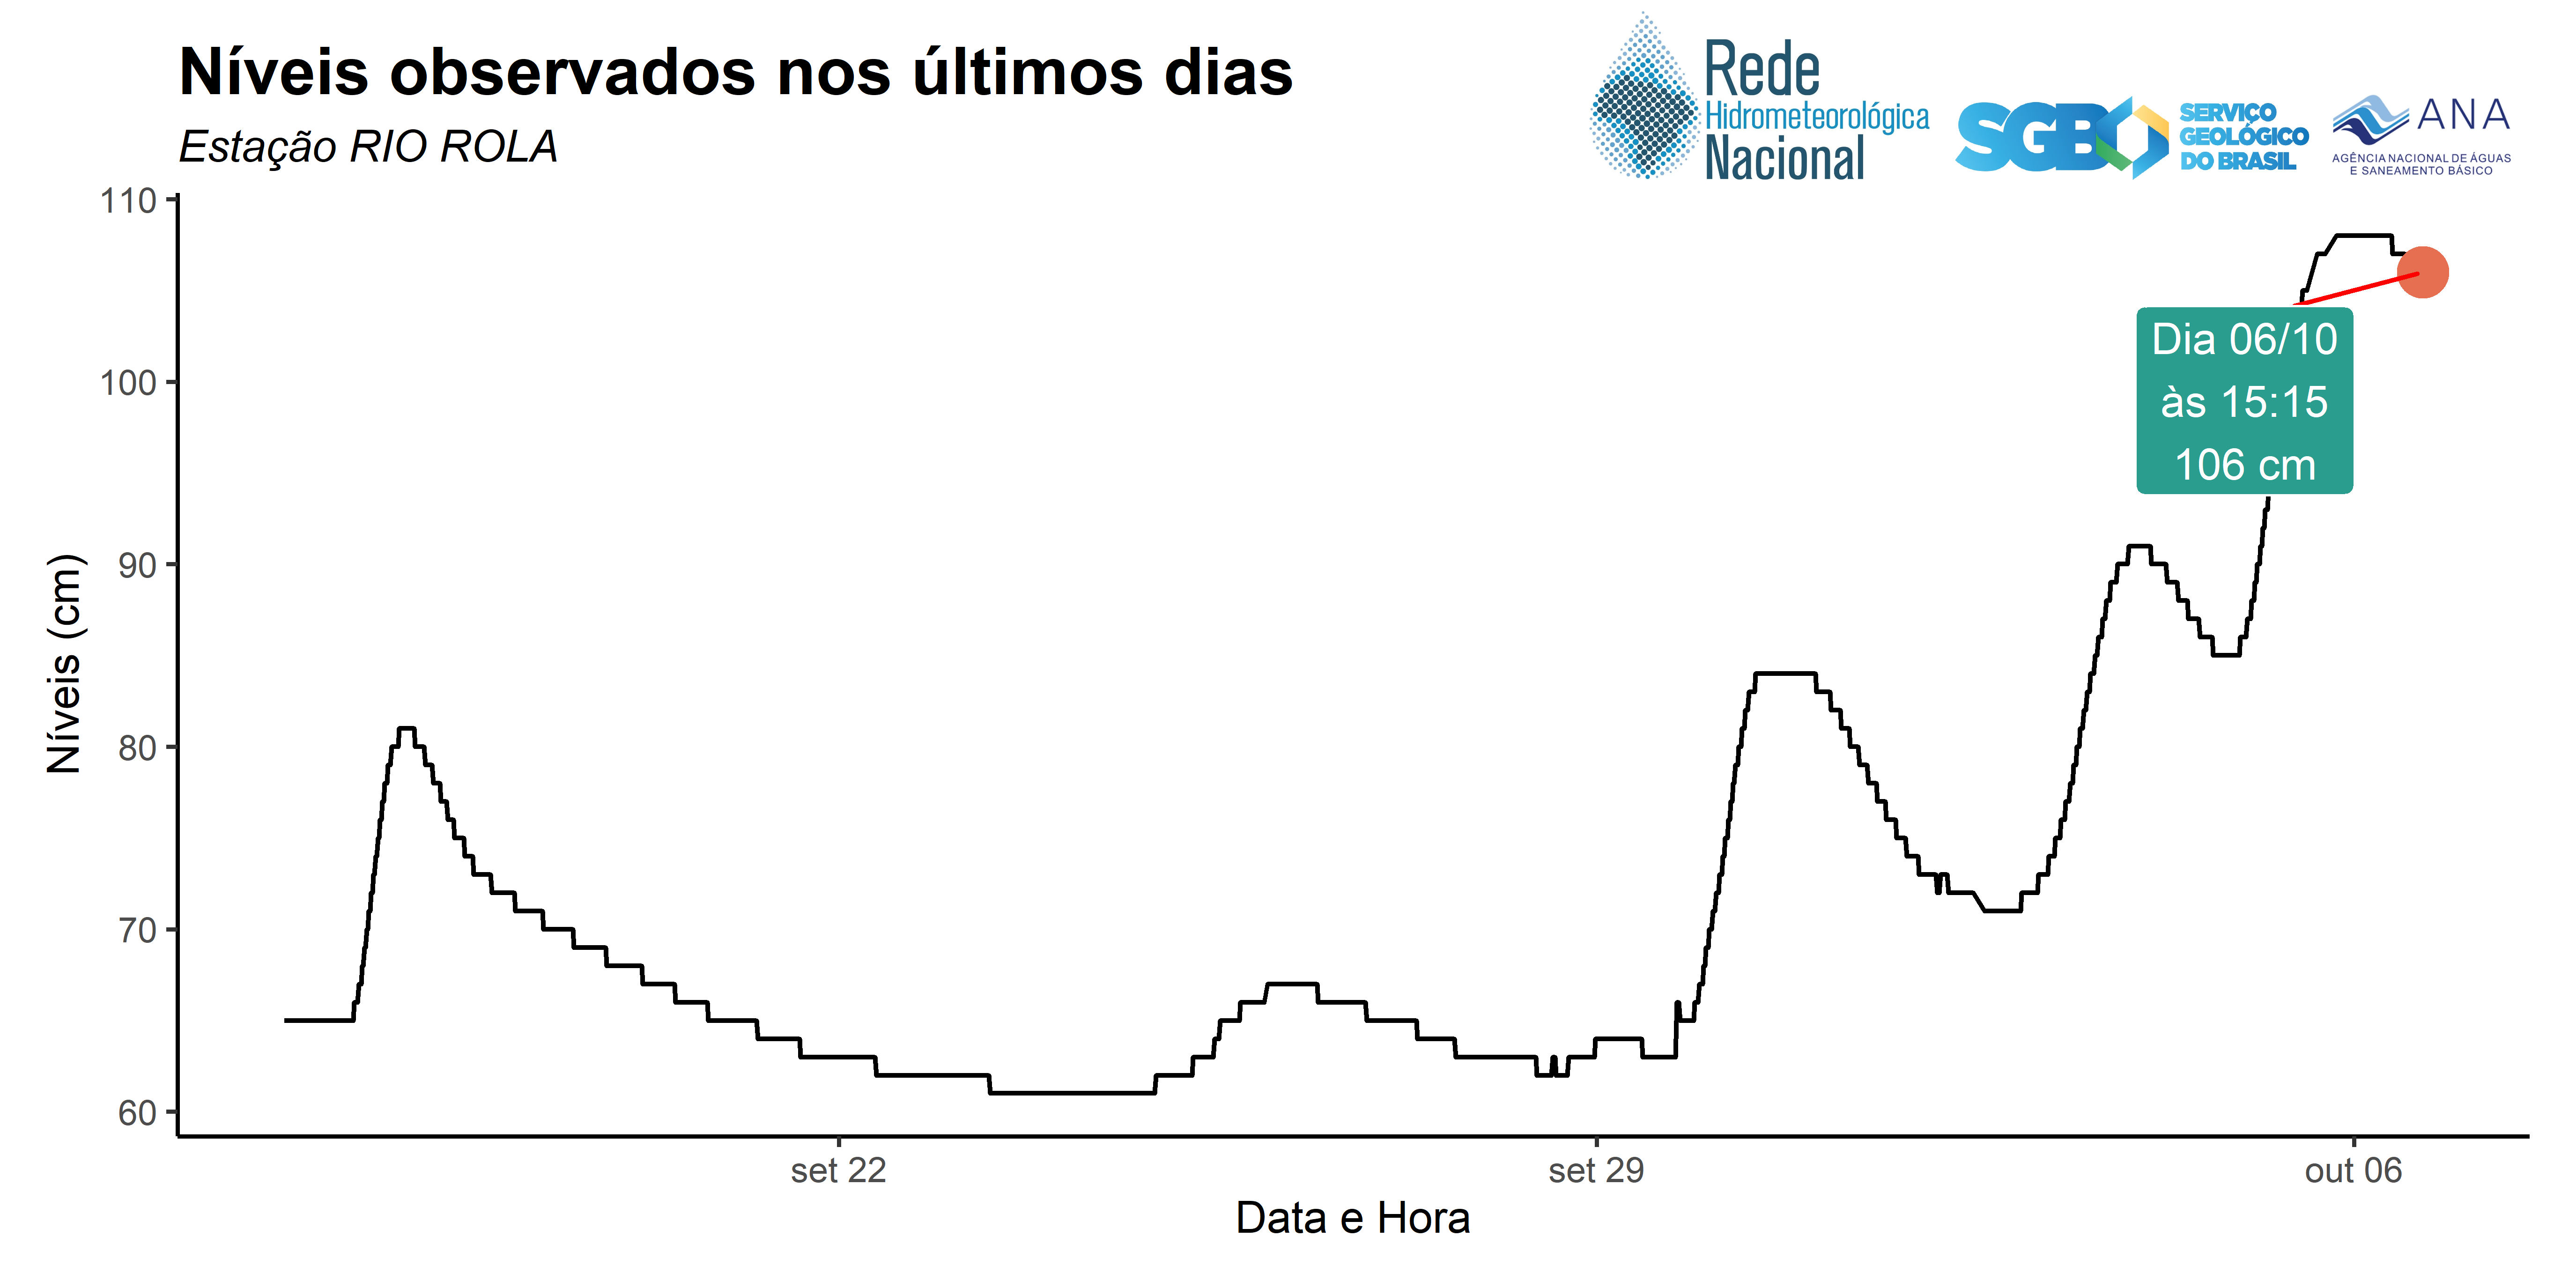 Níveis observados nos últimos dias
Estação RIO ROLA
Rede
Hidrometeorológica
Nacional
SGB
SERVIÇO
GEOLÓGICO
DO BRASIL
ANA
AGÊNCIA NACIONAL DE ÁGUAS
E SANEAMENTO BÁSICO
110
100
90
80
70
60
Níveis (cm)
Dia 06/10
às 15:15
106 cm
set 22
set 29
out 06
Data e Hora